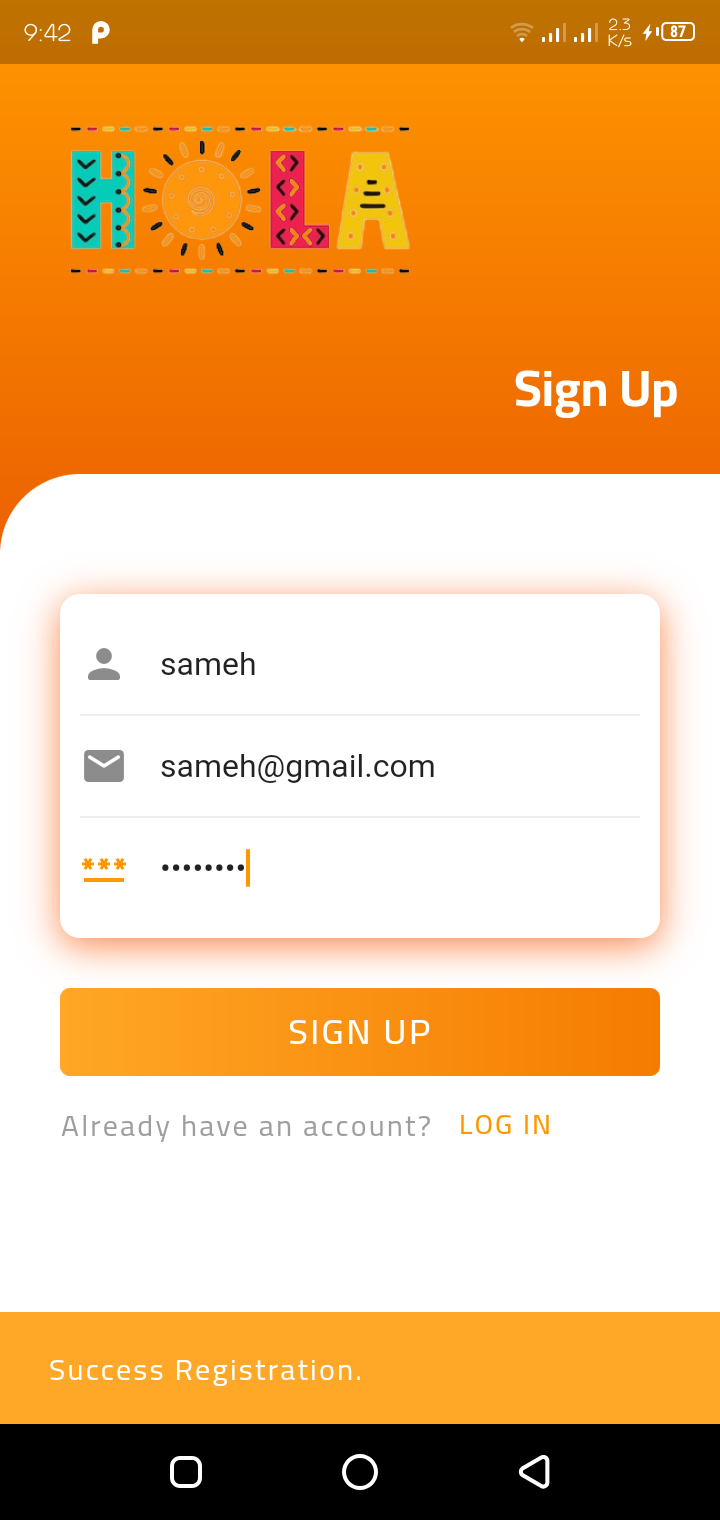 9:42
2.3
K/s
87
HOLA
Sign Up
sameh
sameh@gmail.com
***
••••••••
SIGN UP
Already have an account? LOG IN
Success Registration.